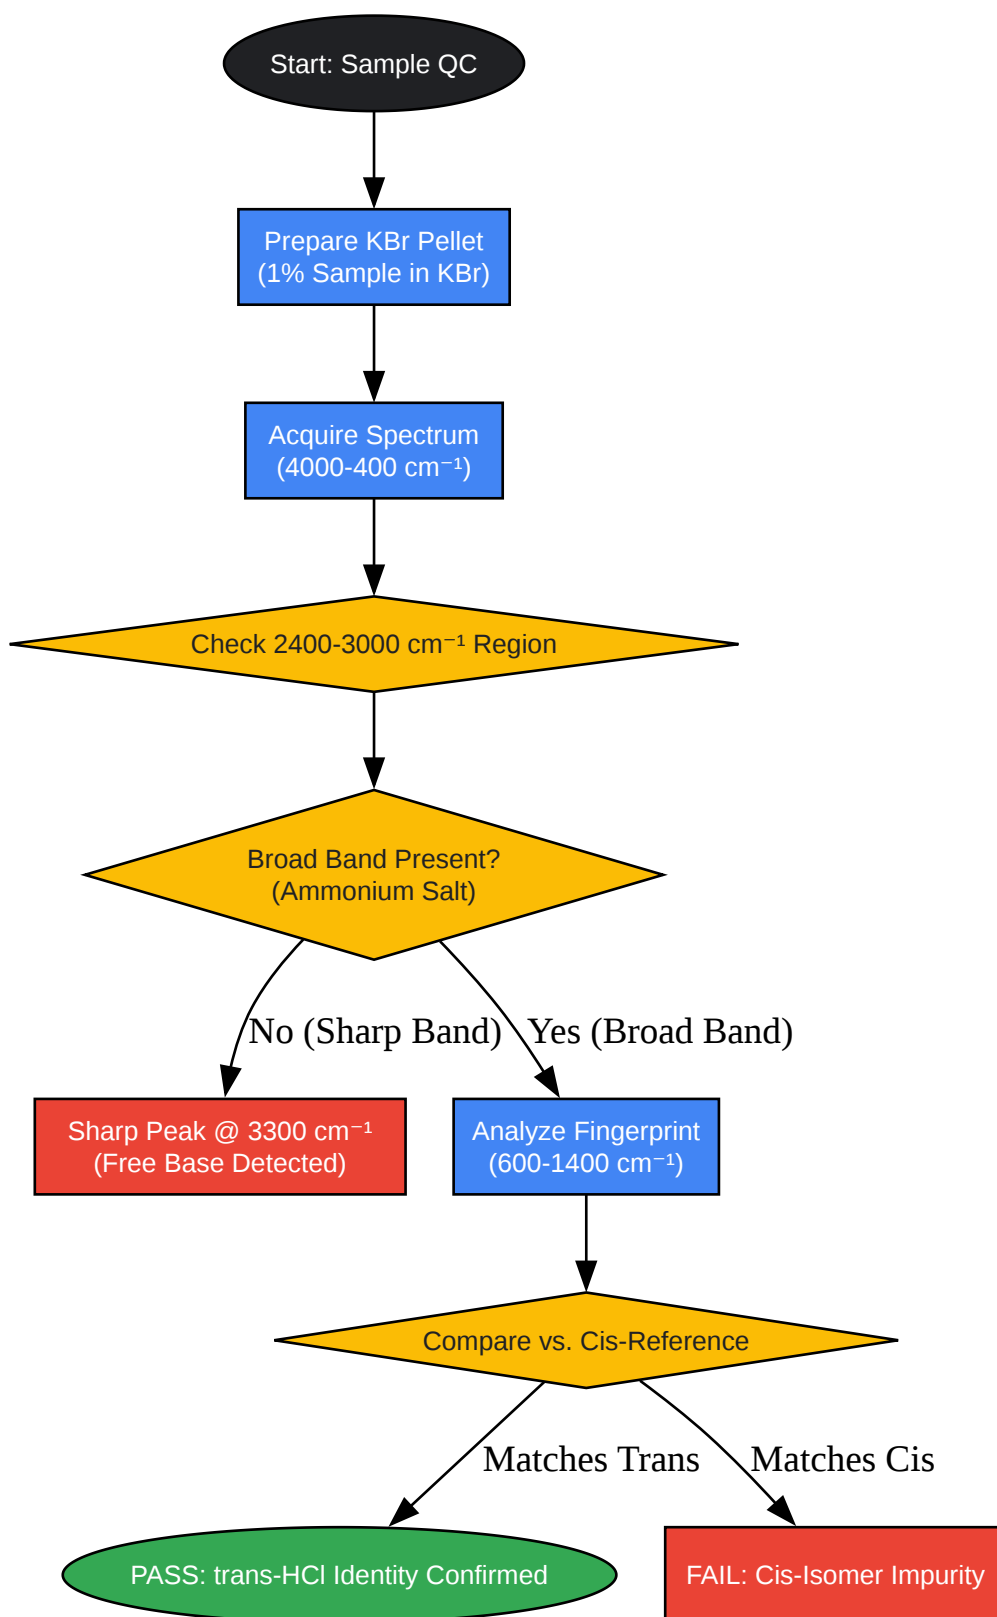 Start: Sample QC
Prepare KBr Pellet
(1% Sample in KBr)
Acquire Spectrum
(4000-400 cm⁻¹)
Check 2400-3000 cm⁻¹ Region
Broad Band Present?
(Ammonium Salt)
No (Sharp Band)
Yes (Broad Band)
Sharp Peak @ 3300 cm⁻¹
(Free Base Detected)
Analyze Fingerprint
(600-1400 cm⁻¹)
Compare vs. Cis-Reference
Matches Trans
Matches Cis
PASS: trans-HCl Identity Confirmed
FAIL: Cis-Isomer Impurity